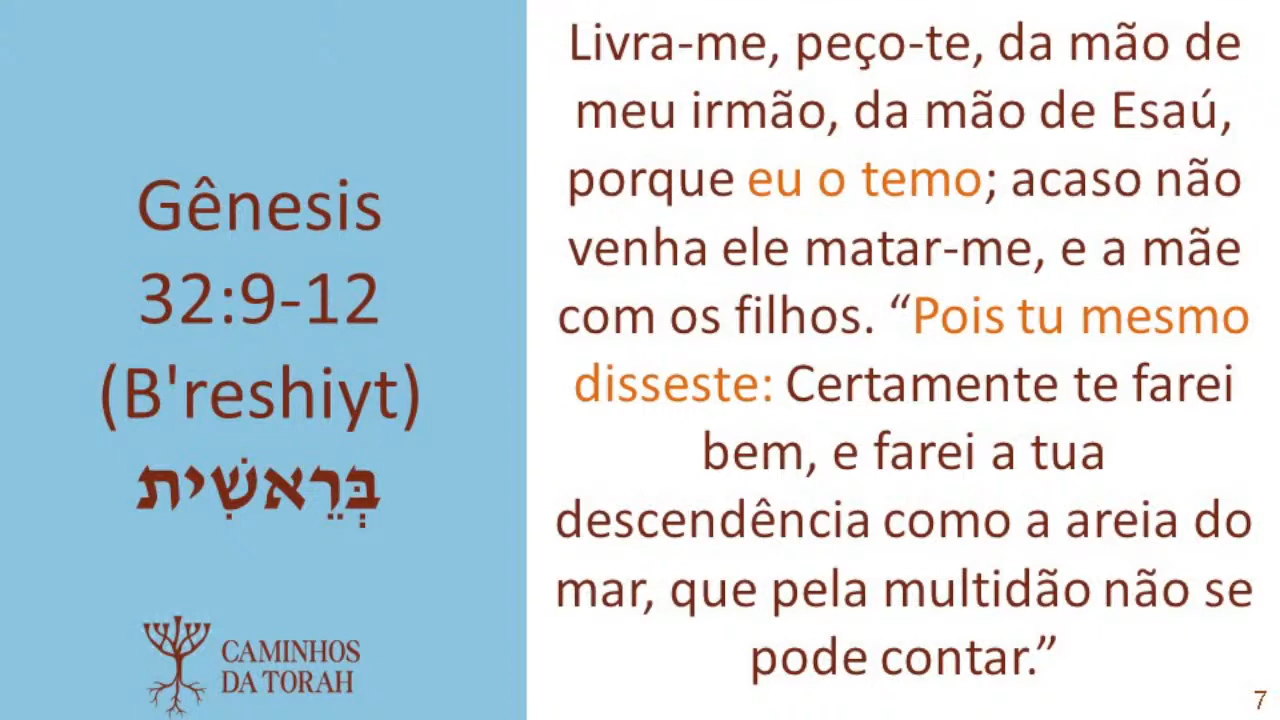 Gênesis
32:9-12
(B'reshiyt)
בְּרֵאשִׁית
CAMINHOS
DA TORAH
Livra-me, peço-te, da mão de
meu irmão, da mão de Esaú,
porque eu o temo; acaso não
venha ele matar-me, e a mãe
com os filhos. “Pois tu mesmo
disseste: Certamente te farei
bem, e farei a tua
descendência como a areia do
mar, que pela multidão não se
pode contar.”
7